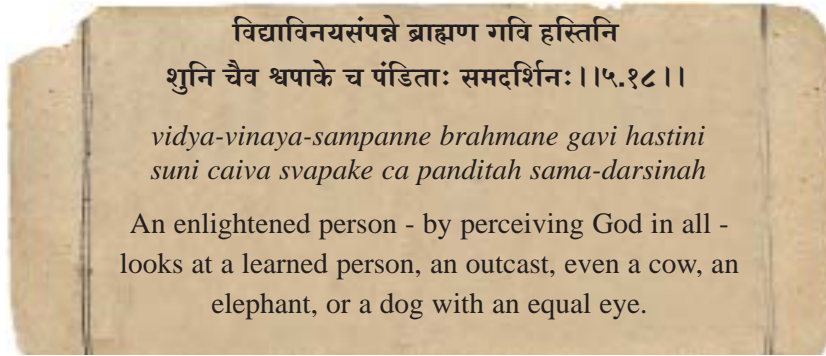 विद्याविनयसंपन्ने ब्राह्मण गवि हस्तिनि
शुनि चैव श्वपाके च पंडिताः समदर्शिनः।।५.१८।।
vidya-vinaya-sampanne brahmane gavi hastini
suni caiva svapake ca panditah sama-darsinah
An enlightened person - by perceiving God in all -
looks at a learned person, an outcast, even a cow, an
elephant, or a dog with an equal eye.